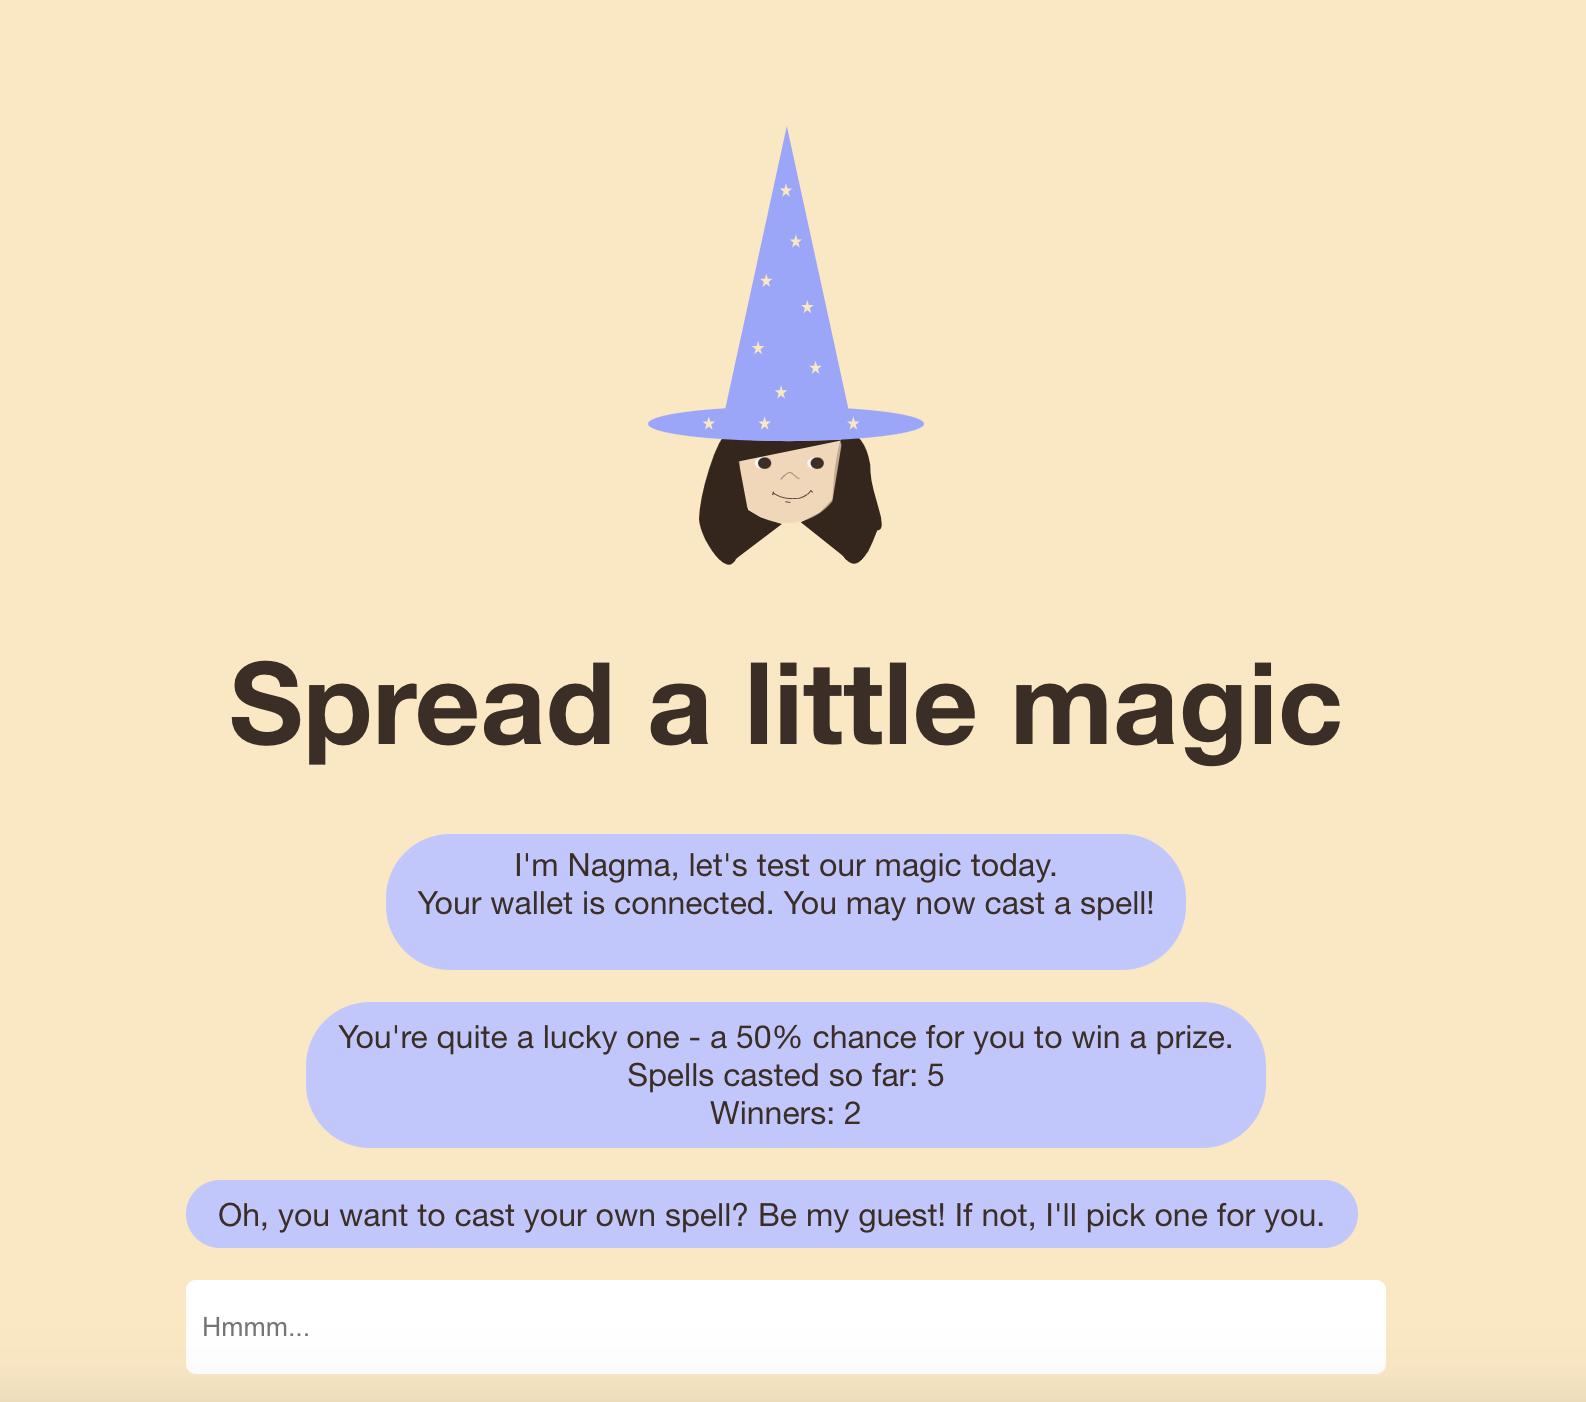 Spread a little magic
I'm Nagma, let's test our magic today.
Your wallet is connected. You may now cast a spell!
You're quite a lucky one - a 50% chance for you to win a prize.
Spells casted so far: 5
Winners: 2
Oh, you want to cast your own spell? Be my guest! If not, I'll pick one for you.
Hmmm...